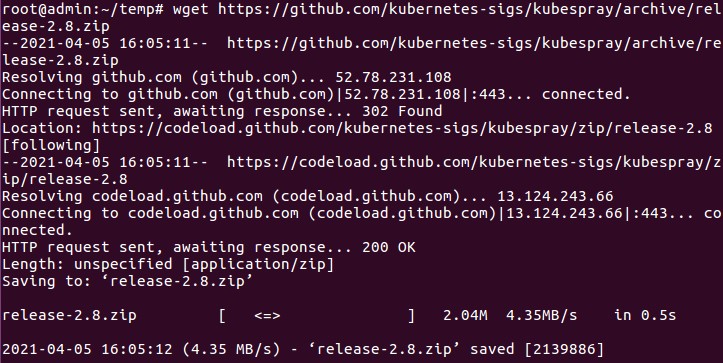 root@admin:~/temp# wget https://github.com/kubernetes-sigs/kubespray/archive/rel
ease-2.8.zip
--2021-04-05 16:05:11--  https://github.com/kubernetes-sigs/kubespray/archive/re
lease-2.8.zip
Resolving github.com (github.com)... 52.78.231.108
Connecting to github.com (github.com)|52.78.231.108|:443... connected.
HTTP request sent, awaiting response... 302 Found
Location: https://codeload.github.com/kubernetes-sigs/kubespray/zip/release-2.8
[following]
--2021-04-05 16:05:11--  https://codeload.github.com/kubernetes-sigs/kubespray/z
ip/release-2.8
Resolving codeload.github.com (codeload.github.com)... 13.124.243.66
Connecting to codeload.github.com (codeload.github.com)|13.124.243.66|:443... co
nnected.
HTTP request sent, awaiting response... 200 OK
Length: unspecified [application/zip]
Saving to: ‘release-2.8.zip’
release-2.8.zip         [   <=>              ]   2.04M  4.35MB/s    in 0.5s
2021-04-05 16:05:12 (4.35 MB/s) - ‘release-2.8.zip’ saved [2139886]